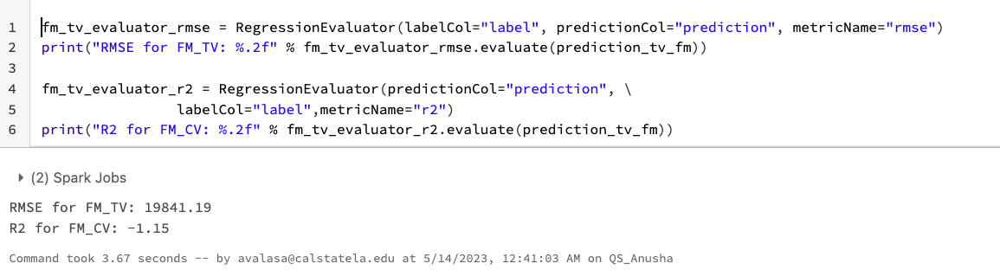 1 fm_tv_evaluator_rmse = RegressionEvaluator(labelCol="label", predictionCol="prediction", metricName="rmse")
2 print("RMSE for FM_TV: %.2f" % fm_tv_evaluator_rmse.evaluate(prediction_tv_fm))
3
4 fm_tv_evaluator_r2 = RegressionEvaluator(predictionCol="prediction", \
5 labelCol="label",metricName="r2")
6 print("R2 for FM_CV: %.2f" % fm_tv_evaluator_r2.evaluate(prediction_tv_fm))
(2) Spark Jobs
RMSE for FM_TV: 19841.19
R2 for FM_CV: -1.15
Command took 3.67 seconds -- by avalasa@calstatela.edu at 5/14/2023, 12:41:03 AM on QS_Anusha